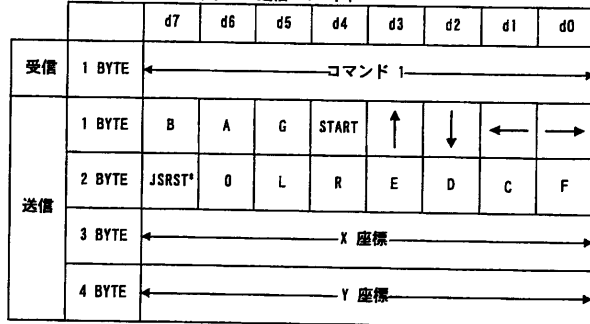 d7 d6 d5 d4 d3 d2 d1 d0
受信 1 BYTE コマンド 1
送信
1 BYTE B A G START ↑ ↓ ← →
2 BYTE JSRST* 0 L R E D C F
3 BYTE X 座標
4 BYTE Y 座標